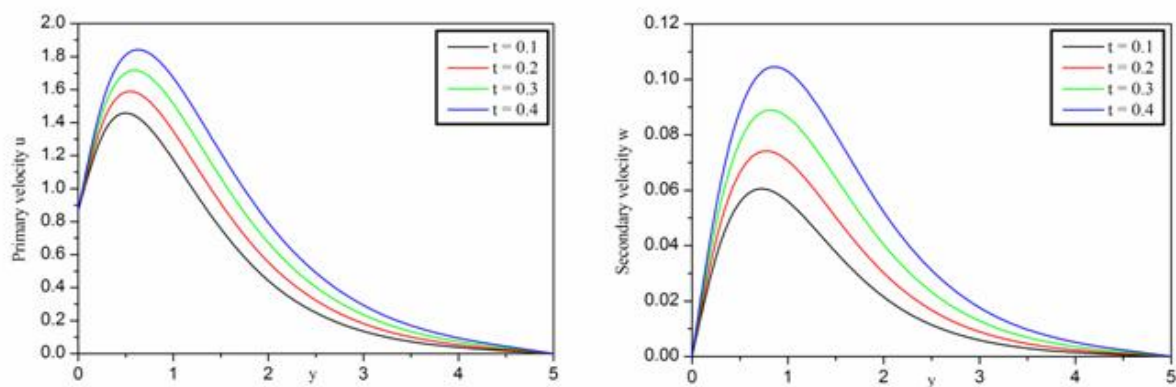 Primary velocity u
2.0
1.8
1.6
1.4
1.2
1.0
0.8
0.6
0.4
0.2
0.0
0
1
2
3
4
5
y
t = 0.1
t = 0.2
t = 0.3
t = 0.4
Secondary velocity w
0.12
0.10
0.08
0.06
0.04
0.02
0.00
0
1
2
3
4
5
y
t = 0.1
t = 0.2
t = 0.3
t = 0.4